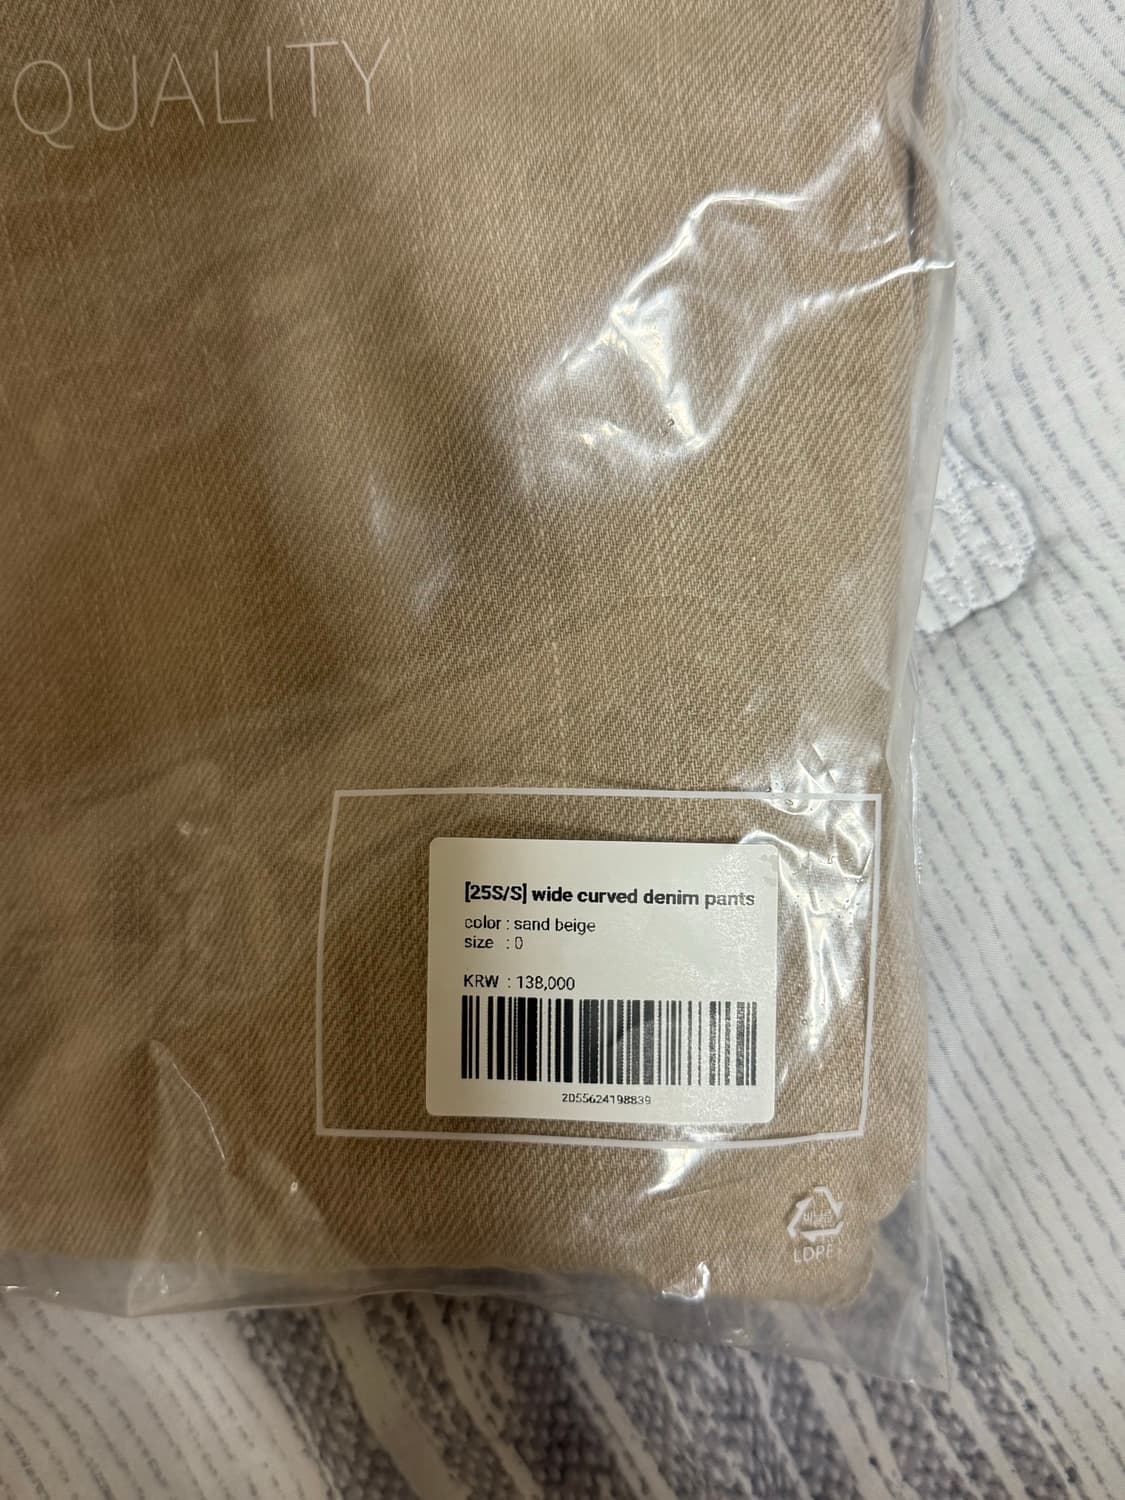 QUALITY
[25S/S] wide curved denim pants
color : sand beige
size : 0
KRW : 138,000
2055624198839
LDPE